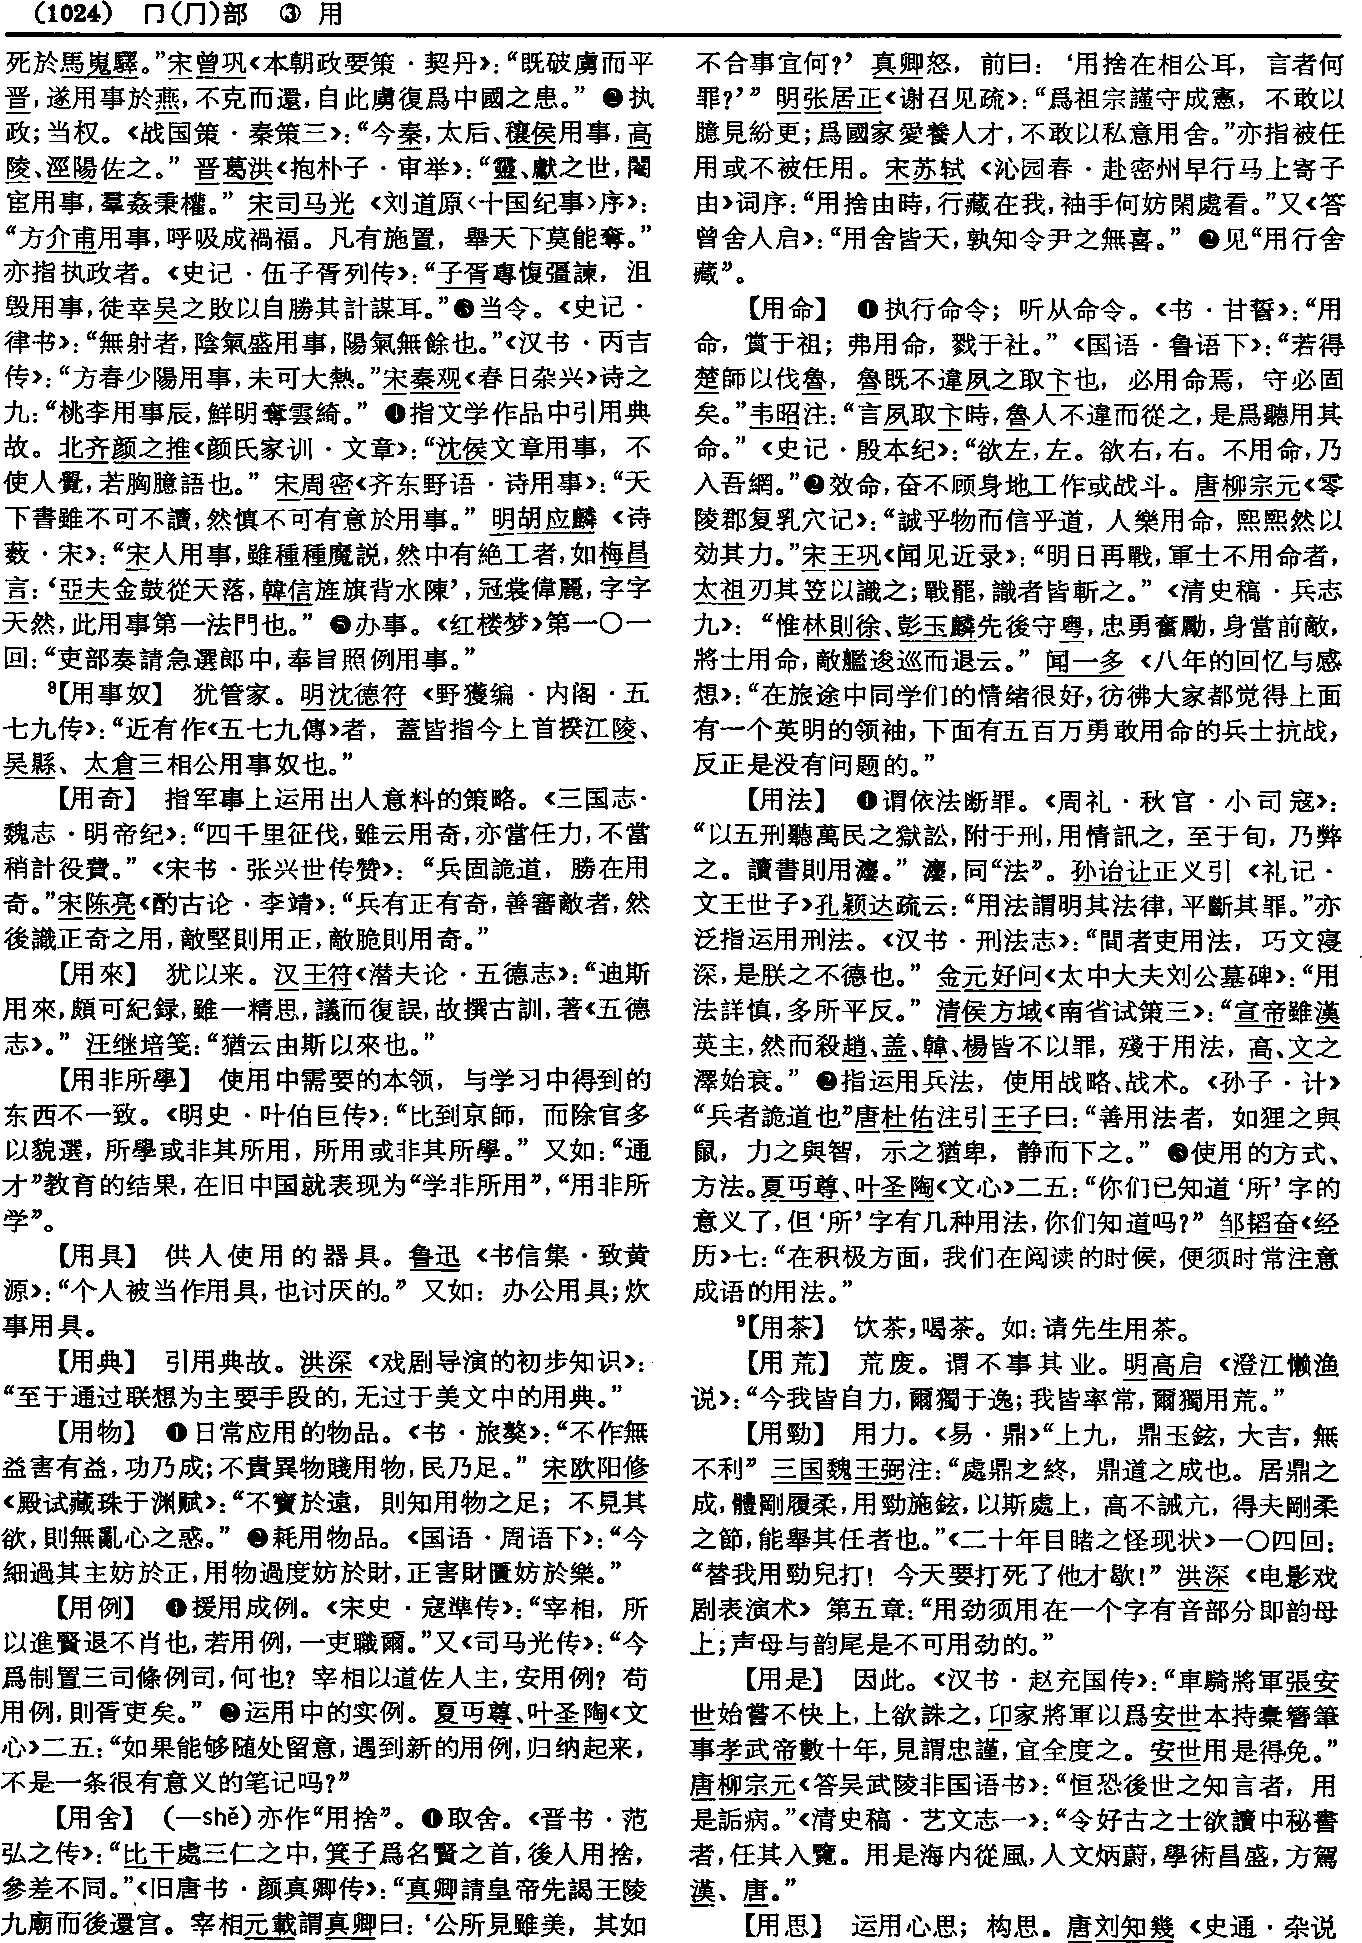 (1024) 冂(⺆)部 ③ 用
死於馬嵬驛。”宋曾巩《本朝政要策·契丹》：“既破虜而平
晋，遂用事於燕，不克而還，自此虜復爲中國之患。” ❷执
政；当权。《战国策·秦策三》：“今秦，太后、穰侯用事，高
陵、涇陽佐之。” 晋葛洪《抱朴子·审举》：“靈、獻之世，閹
宦用事，羣姦秉權。” 宋司马光《刘道原〈十国纪事〉序》：
“方介甫用事，呼吸成禍福。凡有施置，舉天下莫能奪。”
亦指执政者。《史记·伍子胥列传》：“子胥專愎彊諫，沮
毁用事，徒幸吴之敗以自勝其計謀耳。”❸当令。《史记·
律书》：“無射者，陰氣盛用事，陽氣無餘也。”《汉书·丙吉
传》：“方春少陽用事，未可大熱。”宋秦观《春日杂兴》诗之
九：“桃李用事辰，鮮明奪雲綺。” ❹指文学作品中引用典
故。北齐颜之推《颜氏家训·文章》：“沈侯文章用事，不
使人覺，若胸臆語也。” 宋周密《齐东野语·诗用事》：“天
下書雖不可不讀，然慎不可有意於用事。” 明胡应麟《诗
薮·宋》：“宋人用事，雖種種魔説，然中有絶工者，如梅昌
言：‘亞夫金鼓從天落，韓信旌旗背水陳’，冠裳偉麗，字字
天然，此用事第一法門也。” ❺办事。《红楼梦》第一〇一
回：“吏部奏請急選郎中，奉旨照例用事。”
⁸【用事奴】 犹管家。明沈德符《野獲编·内阁·五
七九传》：“近有作《五七九傳》者，蓋皆指今上首揆江陵、
吴縣、太倉三相公用事奴也。”
【用奇】 指军事上运用出人意料的策略。《三国志·
魏志·明帝纪》：“四千里征伐，雖云用奇，亦當任力，不當
稍計役費。”《宋书·张兴世传赞》：“兵固詭道，勝在用
奇。”宋陈亮《酌古论·李靖》：“兵有正有奇，善審敵者，然
後識正奇之用，敵堅則用正，敵脆則用奇。”
【用來】 犹以来。汉王符《潜夫论·五德志》：“迪斯
用來，頗可紀録，雖一精思，議而復誤，故撰古訓，著《五德
志》。” 汪继培笺：“猶云由斯以來也。”
【用非所學】 使用中需要的本领，与学习中得到的
东西不一致。《明史·叶伯巨传》：“比到京師，而除官多
以貌選，所學或非其所用，所用或非其所學。” 又如：“通
才”教育的结果，在旧中国就表现为“学非所用”，“用非所
学”。
【用具】 供人使用的器具。鲁迅《书信集·致黄
源》：“个人被当作用具，也讨厌的。” 又如：办公用具；炊
事用具。
【用典】 引用典故。洪深《戏剧导演的初步知识》：
“至于通过联想为主要手段的，无过于美文中的用典。”
【用物】 ❶日常应用的物品。《书·旅獒》：“不作無
益害有益，功乃成；不貴異物賤用物，民乃足。” 宋欧阳修
《殿试藏珠于渊赋》：“不寶於遠，則知用物之足；不見其
欲，則無亂心之惑。” ❷耗用物品。《国语·周语下》：“今
細過其主妨於正，用物過度妨於財，正害財匱妨於樂。”
【用例】 ❶援用成例。《宋史·寇準传》：“宰相，所
以進賢退不肖也，若用例，一吏職爾。”又《司马光传》：“今
爲制置三司條例司，何也？宰相以道佐人主，安用例？苟
用例，則胥吏矣。” ❷运用中的实例。夏丏尊、叶圣陶《文
心》二五：“如果能够随处留意，遇到新的用例，归纳起来，
不是一条很有意义的笔记吗？”
【用舍】 (—shě)亦作“用捨”。❶取舍。《晋书·范
弘之传》：“比干處三仁之中，箕子爲名賢之首，後人用捨，
參差不同。”《旧唐书·颜真卿传》：“真卿請皇帝先謁王陵
九廟而後還宫。宰相元載謂真卿曰：‘公所見雖美，其如
不合事宜何？’ 真卿怒，前曰：‘用捨在相公耳，言者何
罪？’” 明张居正《谢召见疏》：“爲祖宗謹守成憲，不敢以
臆見紛更；爲國家愛養人才，不敢以私意用舍。”亦指被任
用或不被任用。宋苏轼《沁园春·赴密州早行马上寄子
由》词序：“用捨由時，行藏在我，袖手何妨閑處看。”又《答
曾舍人启》：“用舍皆天，孰知令尹之無喜。” ❷见“用行舍
藏”。
【用命】 ❶执行命令；听从命令。《书·甘誓》：“用
命，賞于祖；弗用命，戮于社。”《国语·鲁语下》：“若得
楚師以伐魯，魯既不違夙之取卞也，必用命焉，守必固
矣。”韦昭注：“言夙取卞時，魯人不違而從之，是爲聽用其
命。”《史记·殷本纪》：“欲左，左。欲右，右。不用命，乃
入吾網。”❷效命，奋不顾身地工作或战斗。唐柳宗元《零
陵郡复乳穴记》：“誠乎物而信乎道，人樂用命，熙熙然以
効其力。”宋王巩《闻见近录》：“明日再戰，軍士不用命者，
太祖刃其笠以識之；戰罷，識者皆斬之。”《清史稿·兵志
九》：“惟林則徐、彭玉麟先後守粤，忠勇奮勵，身當前敵，
將士用命，敵艦逡巡而退云。” 闻一多《八年的回忆与感
想》：“在旅途中同学们的情绪很好，彷彿大家都觉得上面
有一个英明的领袖，下面有五百万勇敢用命的兵士抗战，
反正是没有问题的。”
【用法】 ❶谓依法断罪。《周礼·秋官·小司寇》：
“以五刑聽萬民之獄訟，附于刑，用情訊之，至于旬，乃弊
之。讀書則用灋。” 灋，同“法”。孙诒让正义引《礼记·
文王世子》孔颖达疏云：“用法謂明其法律，平斷其罪。”亦
泛指运用刑法。《汉书·刑法志》：“間者吏用法，巧文寖
深，是朕之不德也。” 金元好问《太中大夫刘公墓碑》：“用
法詳慎，多所平反。” 清侯方域《南省试策三》：“宣帝雖漢
英主，然而殺趙、盖、韓、楊皆不以罪，殘于用法，高、文之
澤始衰。” ❷指运用兵法，使用战略、战术。《孙子·计》
“兵者詭道也”唐杜佑注引王子曰：“善用法者，如狸之與
鼠，力之與智，示之猶卑，静而下之。” ❸使用的方式、
方法。夏丏尊、叶圣陶《文心》二五：“你们已知道‘所’字的
意义了，但‘所’字有几种用法，你们知道吗？” 邹韬奋《经
历》七：“在积极方面，我们在阅读的时候，便须时常注意
成语的用法。”
⁹【用茶】 饮茶，喝茶。如：请先生用茶。
【用荒】 荒废。谓不事其业。明高启《澄江懒渔
说》：“今我皆自力，爾獨于逸；我皆率常，爾獨用荒。”
【用勁】 用力。《易·鼎》“上九，鼎玉鉉，大吉，無
不利” 三国魏王弼注：“處鼎之終，鼎道之成也。居鼎之
成，體剛履柔，用勁施鉉，以斯處上，高不誡亢，得夫剛柔
之節，能舉其任者也。”《二十年目睹之怪现状》一〇四回：
“替我用勁兒打！今天要打死了他才歇！” 洪深《电影戏
剧表演术》第五章：“用劲须用在一个字有音部分即韵母
上；声母与韵尾是不可用劲的。”
【用是】 因此。《汉书·赵充国传》：“車騎將軍張安
世始嘗不快上，上欲誅之，卬家將軍以爲安世本持橐簪筆
事孝武帝數十年，見謂忠謹，宜全度之。安世用是得免。”
唐柳宗元《答吴武陵非国语书》：“恒恐後世之知言者，用
是詬病。”《清史稿·艺文志一》：“令好古之士欲讀中秘書
者，任其入覽。用是海内從風，人文炳蔚，學術昌盛，方駕
漢、唐。”
【用思】 运用心思；构思。唐刘知幾《史通·杂说